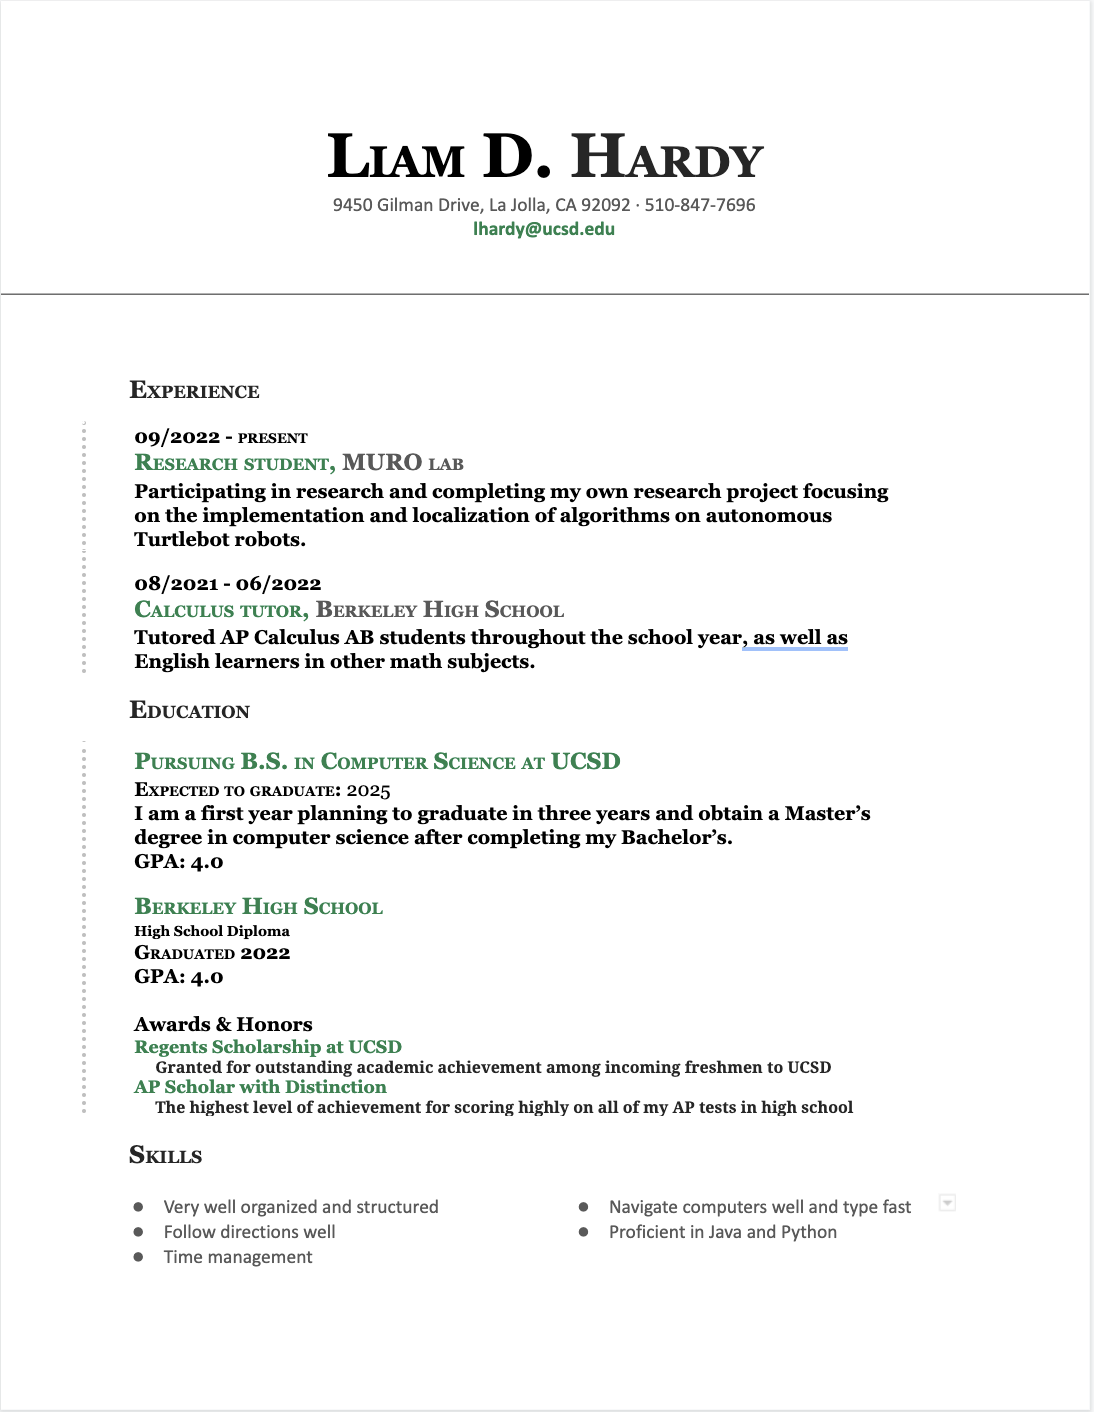 Liam D. Hardy
9450 Gilman Drive, La Jolla, CA 92092 · 510-847-7696
lhardy@ucsd.edu
Experience
09/2022 - present
Research student, MURO lab
Participating in research and completing my own research project focusing
on the implementation and localization of algorithms on autonomous
Turtlebot robots.
08/2021 - 06/2022
Calculus tutor, Berkeley High School
Tutored AP Calculus AB students throughout the school year, as well as
English learners in other math subjects.
Education
Pursuing B.S. in Computer Science at UCSD
Expected to graduate: 2025
I am a first year planning to graduate in three years and obtain a Master's
degree in computer science after completing my Bachelor's.
GPA: 4.0
Berkeley High School
High School Diploma
Graduated 2022
GPA: 4.0
Awards & Honors
Regents Scholarship at UCSD
Granted for outstanding academic achievement among incoming freshmen to UCSD
AP Scholar with Distinction
The highest level of achievement for scoring highly on all of my AP tests in high school
Skills
● Very well organized and structured
● Follow directions well
● Time management
● Navigate computers well and type fast
● Proficient in Java and Python